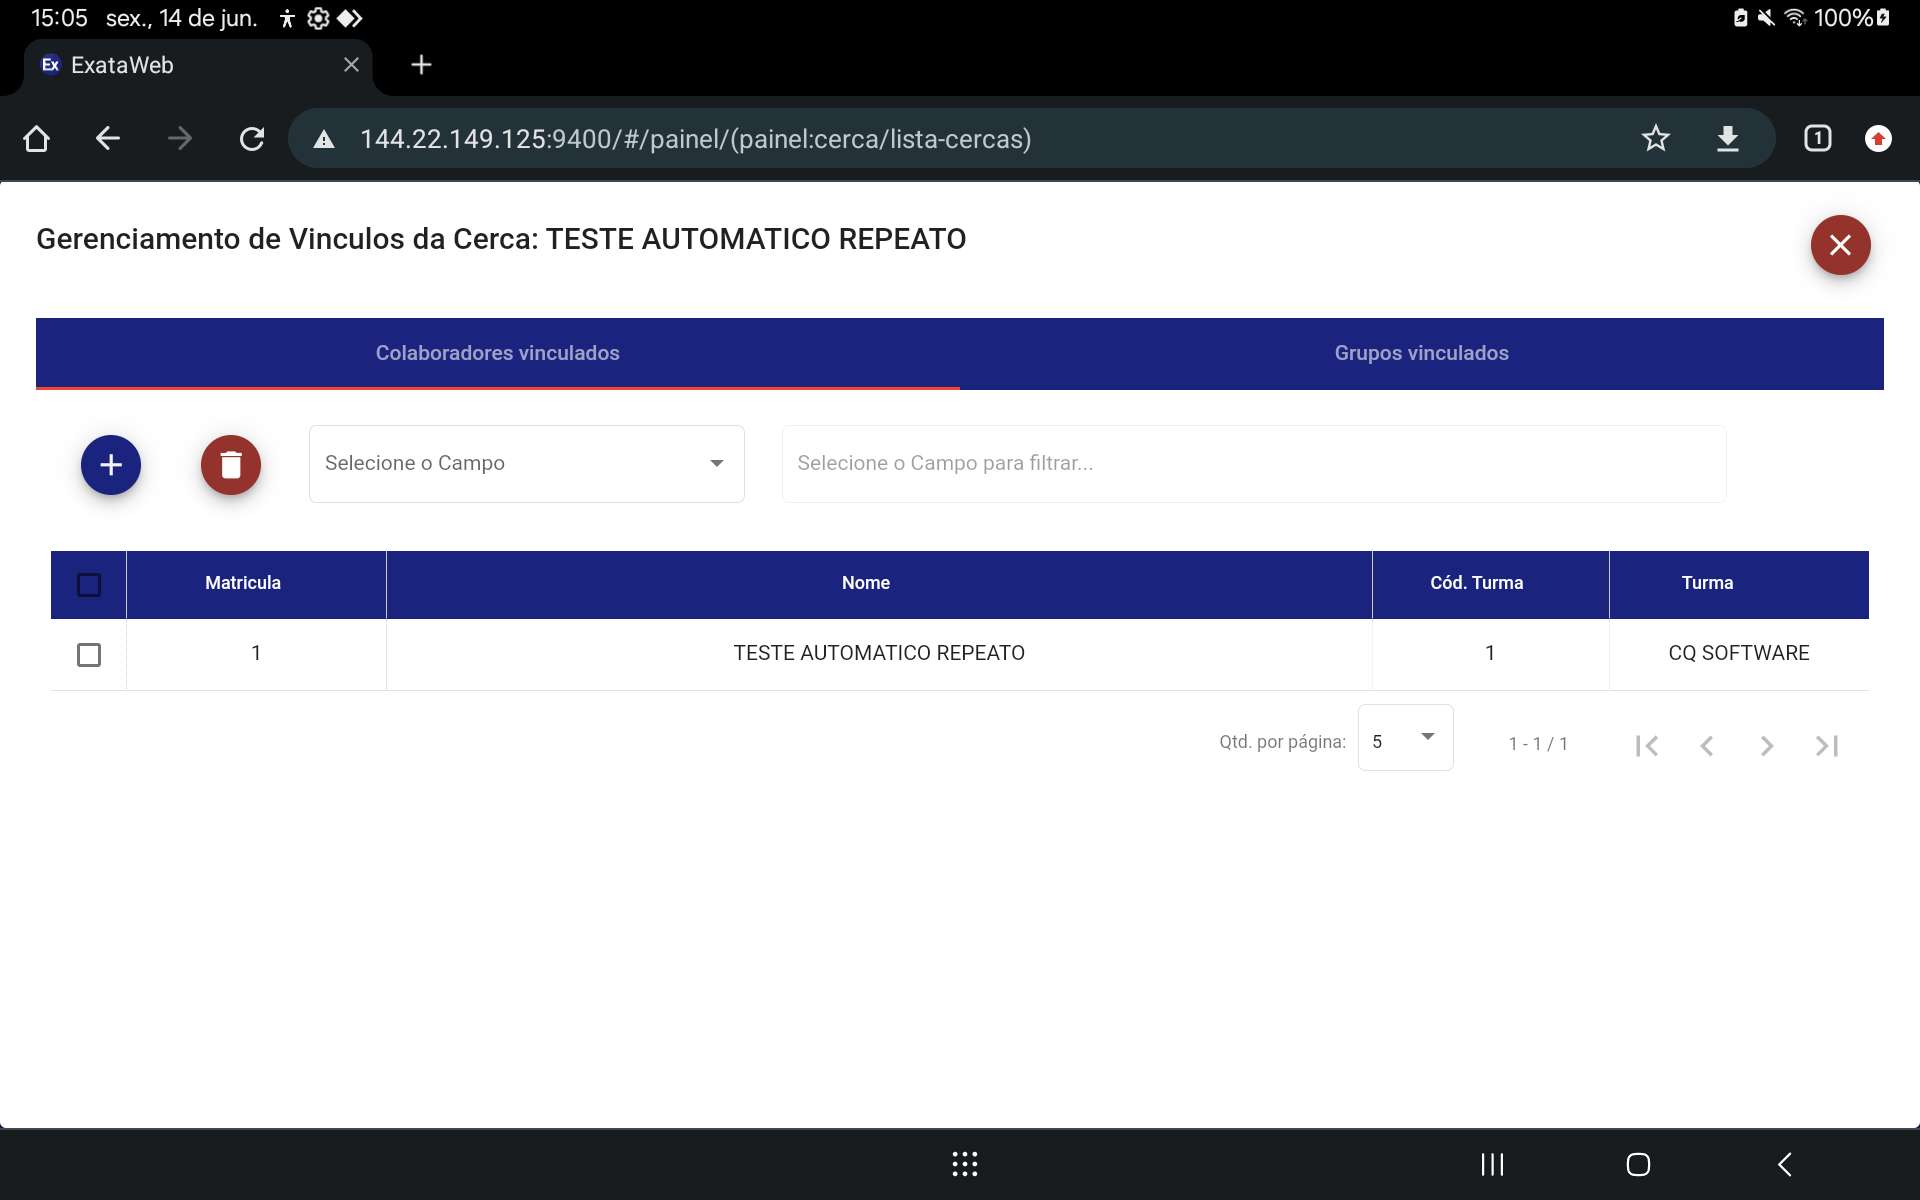 15:05 sex., 14 de jun. 100%
Ex ExataWeb
144.22.149.125:9400/#/painel/(painel:cerca/lista-cercas) 1
Gerenciamento de Vinculos da Cerca: TESTE AUTOMATICO REPEATO
Colaboradores vinculados Grupos vinculados
Selecione o Campo Selecione o Campo para filtrar...
Matricula Nome Cód. Turma Turma
1 TESTE AUTOMATICO REPEATO 1 CQ SOFTWARE
Qtd. por página: 5 1 - 1 / 1